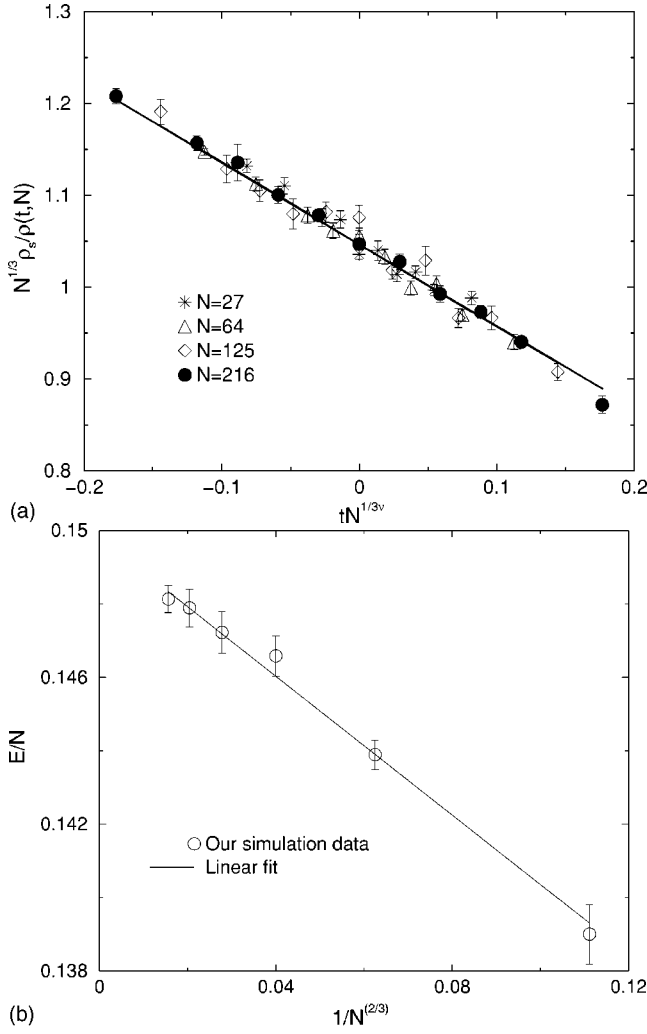 1.3
1.2
1.1
1
0.9
0.8
N^{1/3} ρ_s/ρ(t,N)
N=27
N=64
N=125
N=216
−0.2 −0.1 0 0.1 0.2
(a) tN^{1/3ν}
0.15
0.146
0.142
0.138
E/N
Our simulation data
Linear fit
0 0.04 0.08 0.12
(b) 1/N^{(2/3)}